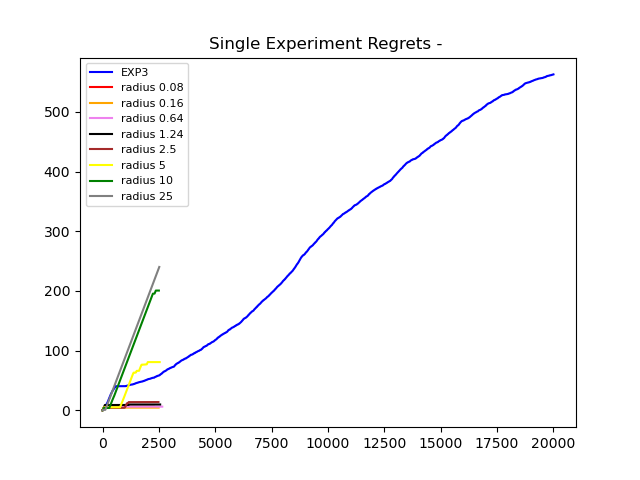 Single Experiment Regrets -
EXP3
radius 0.08
radius 0.16
radius 0.64
radius 1.24
radius 2.5
radius 5
radius 10
radius 25
500
400
300
200
100
0
0 2500 5000 7500 10000 12500 15000 17500 20000